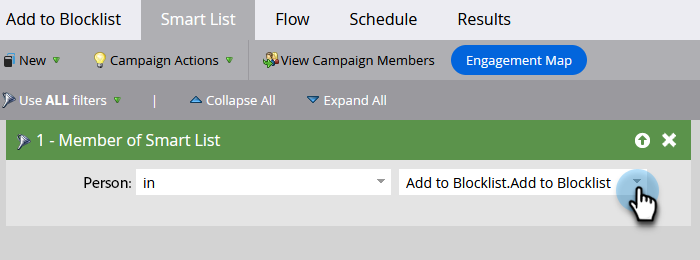 Add to Blocklist Smart List Flow Schedule Results
New Campaign Actions View Campaign Members Engagement Map
Use ALL filters | Collapse All Expand All
1 - Member of Smart List
Person: in Add to Blocklist.Add to Blocklist